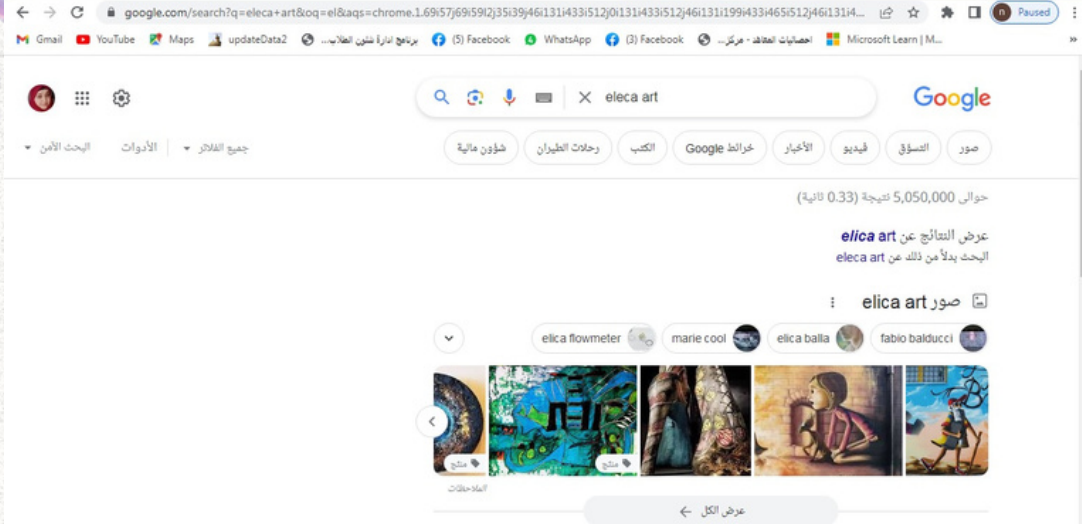 google.com/search?q=eleca+art&oq=el&aqs=chrome.1.69i57j69i59l2j35i39j46i131i433i512j0i131i433i512j46i131i199i433i465i512j46i131i4...
n Paused
Gmail YouTube Maps updateData2 برنامج ادارة شئون الطلاب... (5) Facebook WhatsApp (3) Facebook احصائيات المعاهد - مركز... Microsoft Learn | M... »
eleca art
Google
صور التسوّق فيديو الأخبار خرائط Google الكتب رحلات الطيران شؤون مالية
جميع الفلاتر الأدوات البحث الآمن
حوالى 5,050,000 نتيجة (0.33 ثانية)
عرض النتائج عن elica art
البحث بدلاً من ذلك عن eleca art
صور elica art
fabio balducci elica balla marie cool elica flowmeter
منتج منتج
الملاحظات
عرض الكل